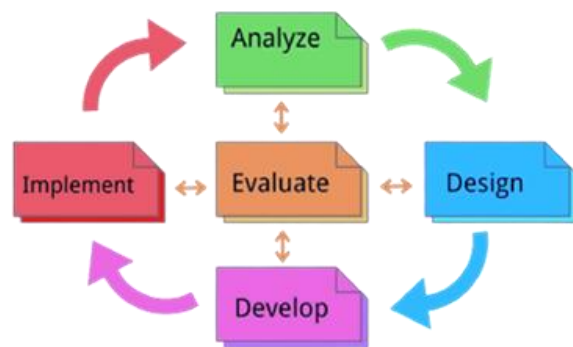 Analyze
Implement
Evaluate
Design
Develop